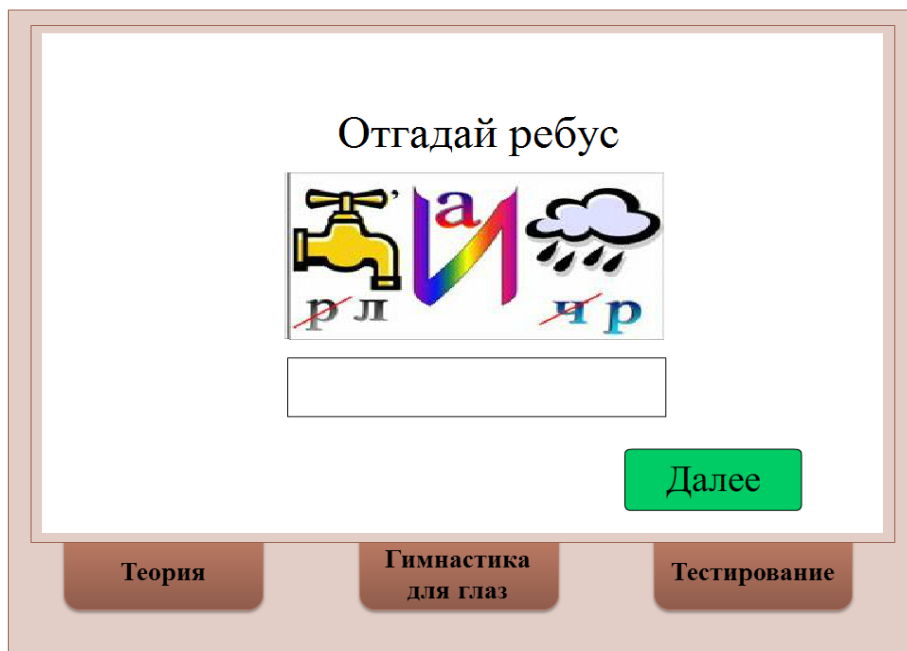 Отгадай ребус
,
а И
р л
ч р
Далее
Теория
Гимнастика
для глаз
Тестирование